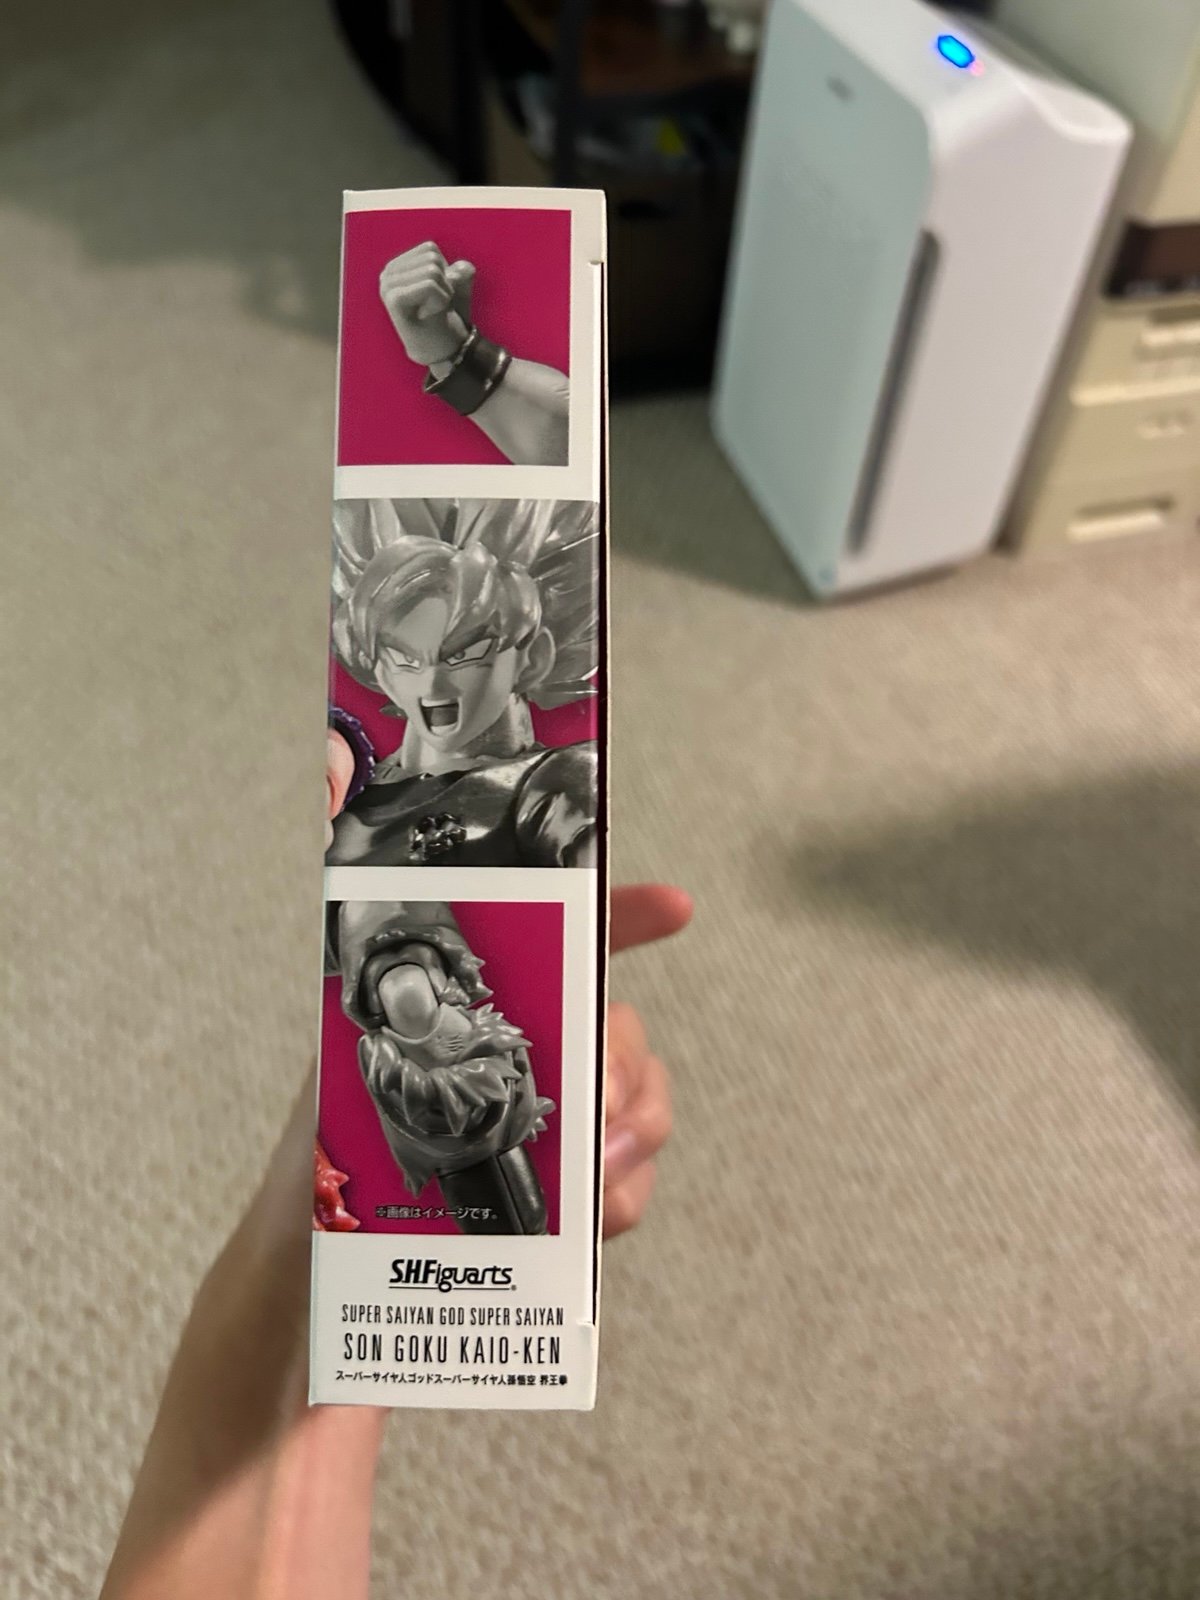 ※画像はイメージです。
S.H.Figuarts
SUPER SAIYAN GOD SUPER SAIYAN
SON GOKU KAIO-KEN
スーパーサイヤ人ゴッドスーパーサイヤ人孫悟空 界王拳